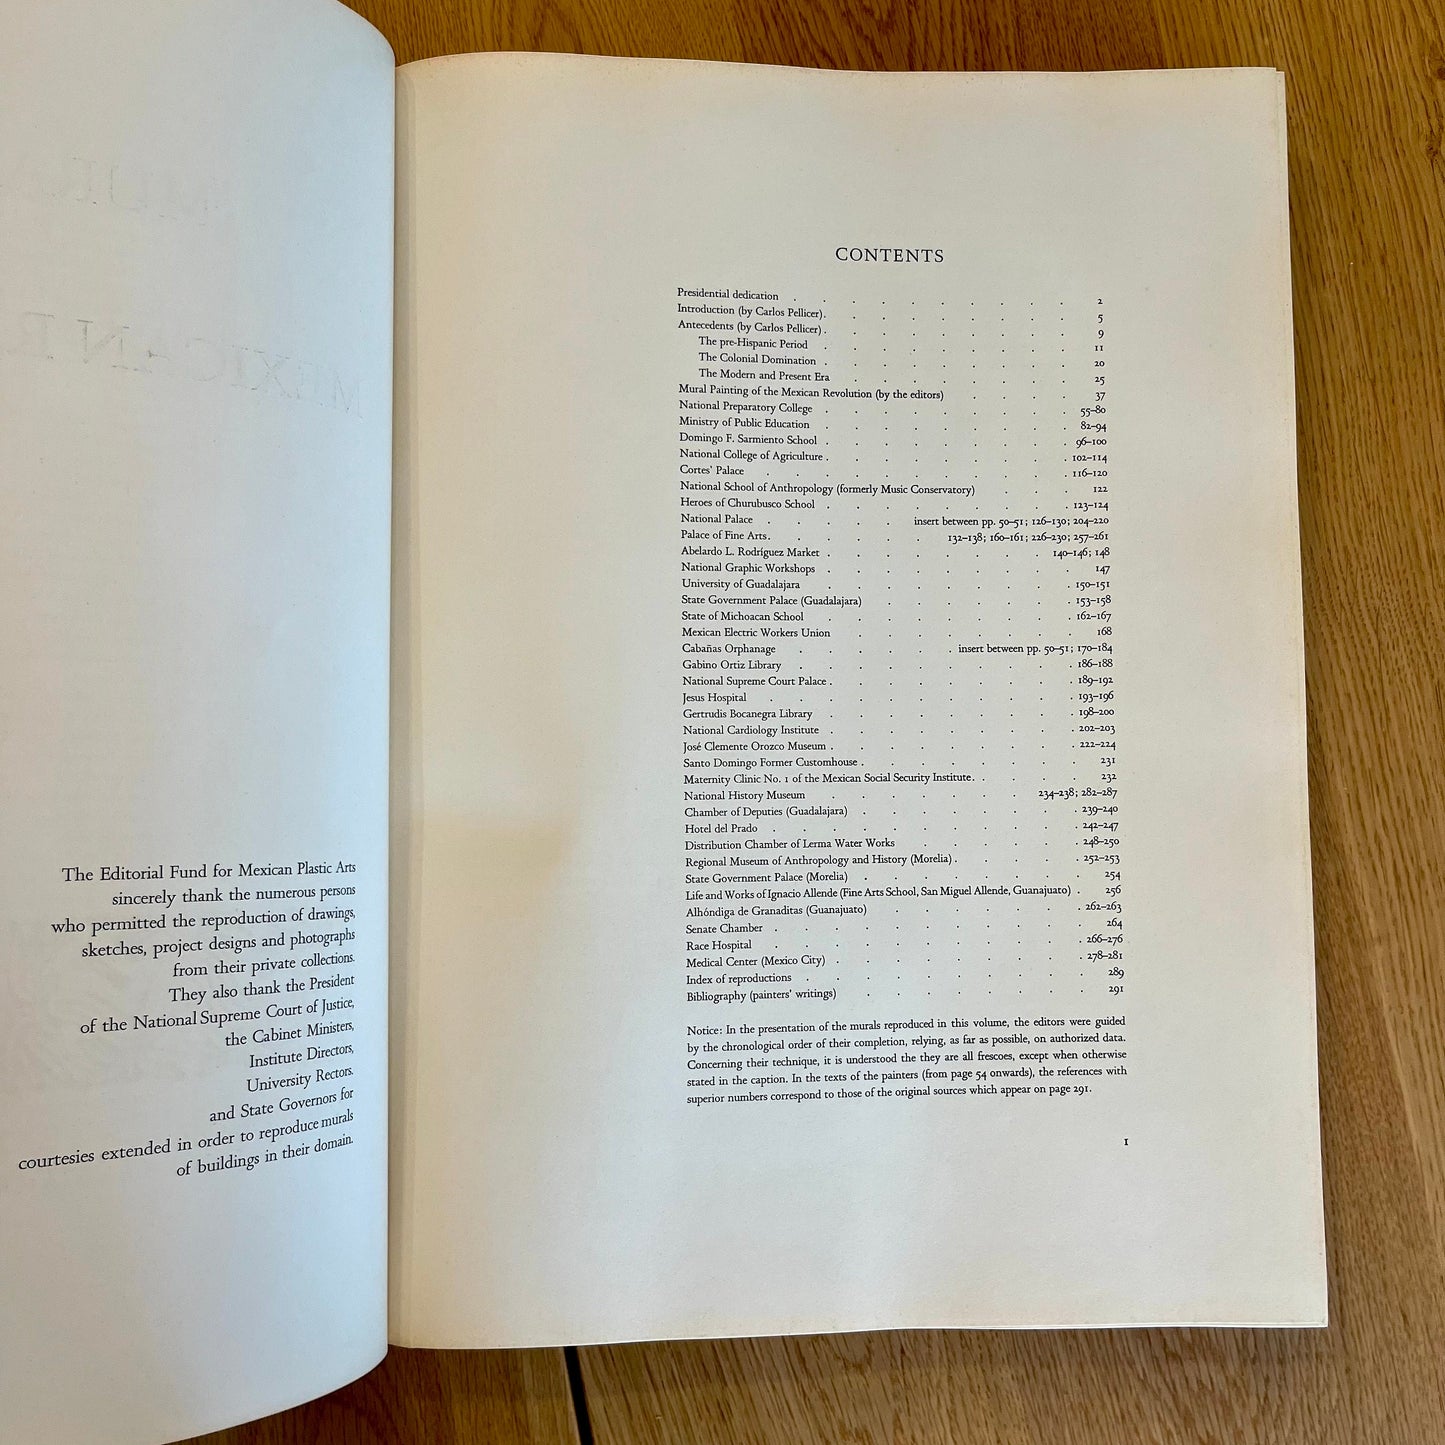 The Editorial Fund for Mexican Plastic Arts
sincerely thank the numerous persons
who permitted the reproduction of drawings,
sketches, project designs and photographs
from their private collections.
They also thank the President
of the National Supreme Court of Justice,
the Cabinet Ministers,
Institute Directors,
University Rectors.
and State Governors for
courtesies extended in order to reproduce murals
of buildings in their domain.
CONTENTS
Presidential dedication . . . . . . . . . . 2
Introduction (by Carlos Pellicer). . . . . . . . . 5
Antecedents (by Carlos Pellicer) . . . . . . . . . 9
The pre-Hispanic Period . . . . . . . . . 11
The Colonial Domination . . . . . . . . . 20
The Modern and Present Era . . . . . . . . 25
Mural Painting of the Mexican Revolution (by the editors) . . . . 37
National Preparatory College . . . . . . . . . 55–80
Ministry of Public Education . . . . . . . . . 82–94
Domingo F. Sarmiento School . . . . . . . . . 96–100
National College of Agriculture . . . . . . . . . 102–114
Cortes' Palace . . . . . . . . . . . 116–120
National School of Anthropology (formerly Music Conservatory) . . . 122
Heroes of Churubusco School . . . . . . . . . 123–124
National Palace . . . . . insert between pp. 50–51; 126–130; 204–220
Palace of Fine Arts. . . . . . 132–138; 160–161; 226–230; 257–261
Abelardo L. Rodríguez Market . . . . . . . . 140–146; 148
National Graphic Workshops . . . . . . . . . 147
University of Guadalajara . . . . . . . . . 150–151
State Government Palace (Guadalajara) . . . . . . . 153–158
State of Michoacan School . . . . . . . . . 162–167
Mexican Electric Workers Union . . . . . . . . 168
Cabañas Orphanage . . . . . . insert between pp. 50–51; 170–184
Gabino Ortiz Library . . . . . . . . . . 186–188
National Supreme Court Palace . . . . . . . . . 189–192
Jesus Hospital . . . . . . . . . . . 193–196
Gertrudis Bocanegra Library . . . . . . . . . 198–200
National Cardiology Institute . . . . . . . . . 202–203
José Clemente Orozco Museum . . . . . . . . . 222–224
Santo Domingo Former Customhouse . . . . . . . . 231
Maternity Clinic No. 1 of the Mexican Social Security Institute. . . . . 232
National History Museum . . . . . . . 234–238; 282–287
Chamber of Deputies (Guadalajara) . . . . . . . . 239–240
Hotel del Prado . . . . . . . . . . . 242–247
Distribution Chamber of Lerma Water Works . . . . . . 248–250
Regional Museum of Anthropology and History (Morelia) . . . . . 252–253
State Government Palace (Morelia) . . . . . . . . 254
Life and Works of Ignacio Allende (Fine Arts School, San Miguel Allende, Guanajuato) . 256
Alhóndiga de Granaditas (Guanajuato) . . . . . . . 262–263
Senate Chamber . . . . . . . . . . . 264
Race Hospital . . . . . . . . . . . 266–276
Medical Center (Mexico City) . . . . . . . . . 278–281
Index of reproductions . . . . . . . . . . 289
Bibliography (painters' writings) . . . . . . . . 291
Notice: In the presentation of the murals reproduced in this volume, the editors were guided
by the chronological order of their completion, relying, as far as possible, on authorized data.
Concerning their technique, it is understood the they are all frescoes, except when otherwise
stated in the caption. In the texts of the painters (from page 54 onwards), the references with
superior numbers correspond to those of the original sources which appear on page 291.
1